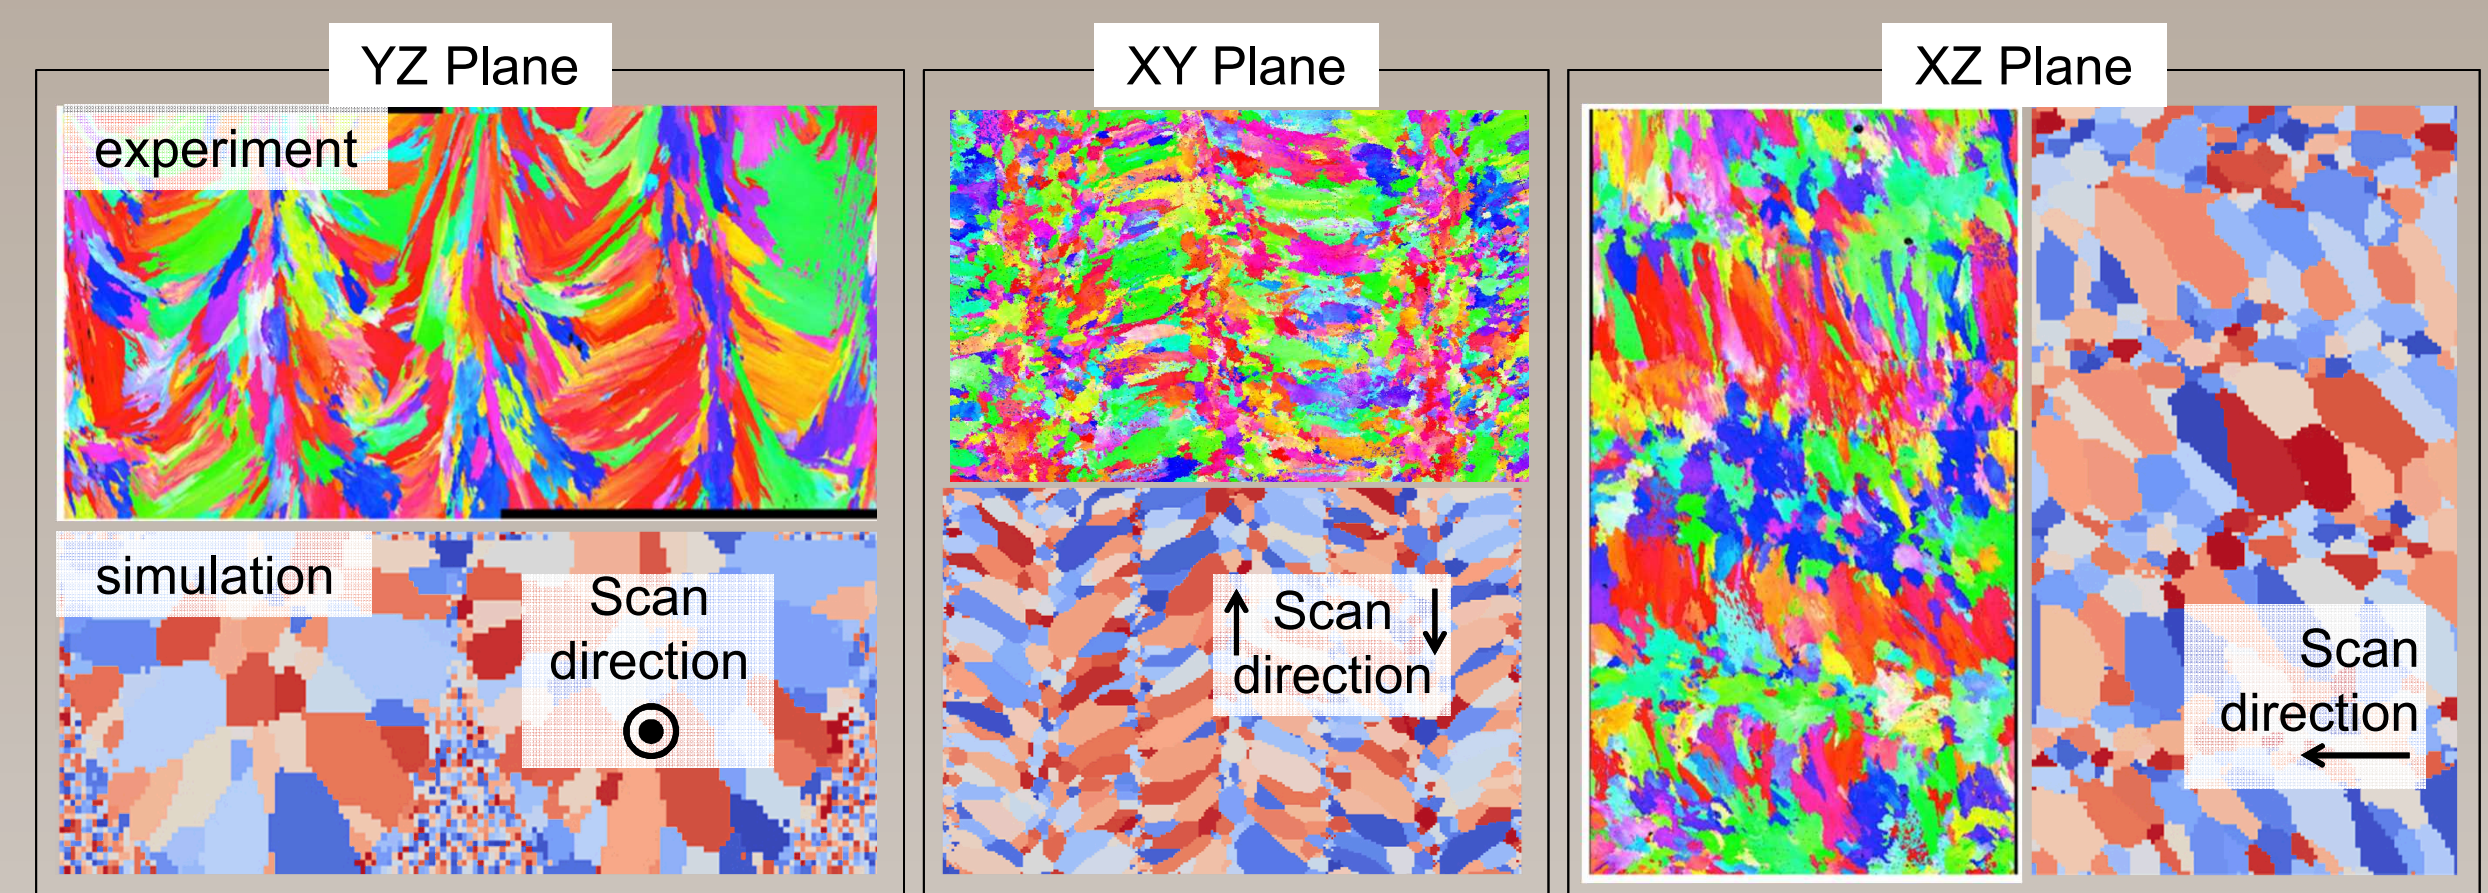 YZ Plane
experiment
simulation
Scan
direction
XY Plane
Scan
direction
XZ Plane
Scan
direction